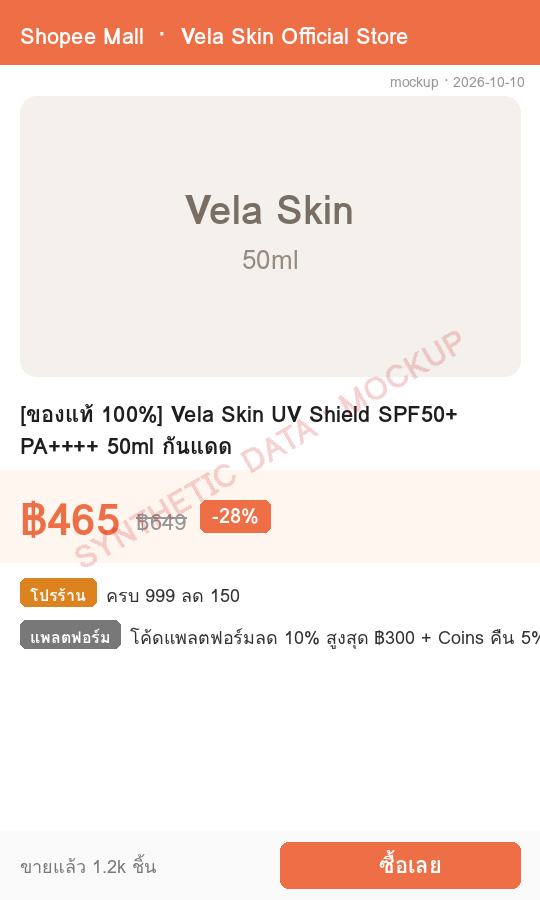 Shopee Mall · Vela Skin Official Store
mockup · 2026-10-10
Vela Skin
50ml
SYNTHETIC DATA · MOCKUP
[ของแท้ 100%] Vela Skin UV Shield SPF50+
PA++++ 50ml กันแดด
฿465 ฿649 -28%
โปรร้าน ครบ 999 ลด 150
แพลตฟอร์ม โค้ดแพลตฟอร์มลด 10% สูงสุด ฿300 + Coins คืน 5%
ขายแล้ว 1.2k ชิ้น ซื้อเลย